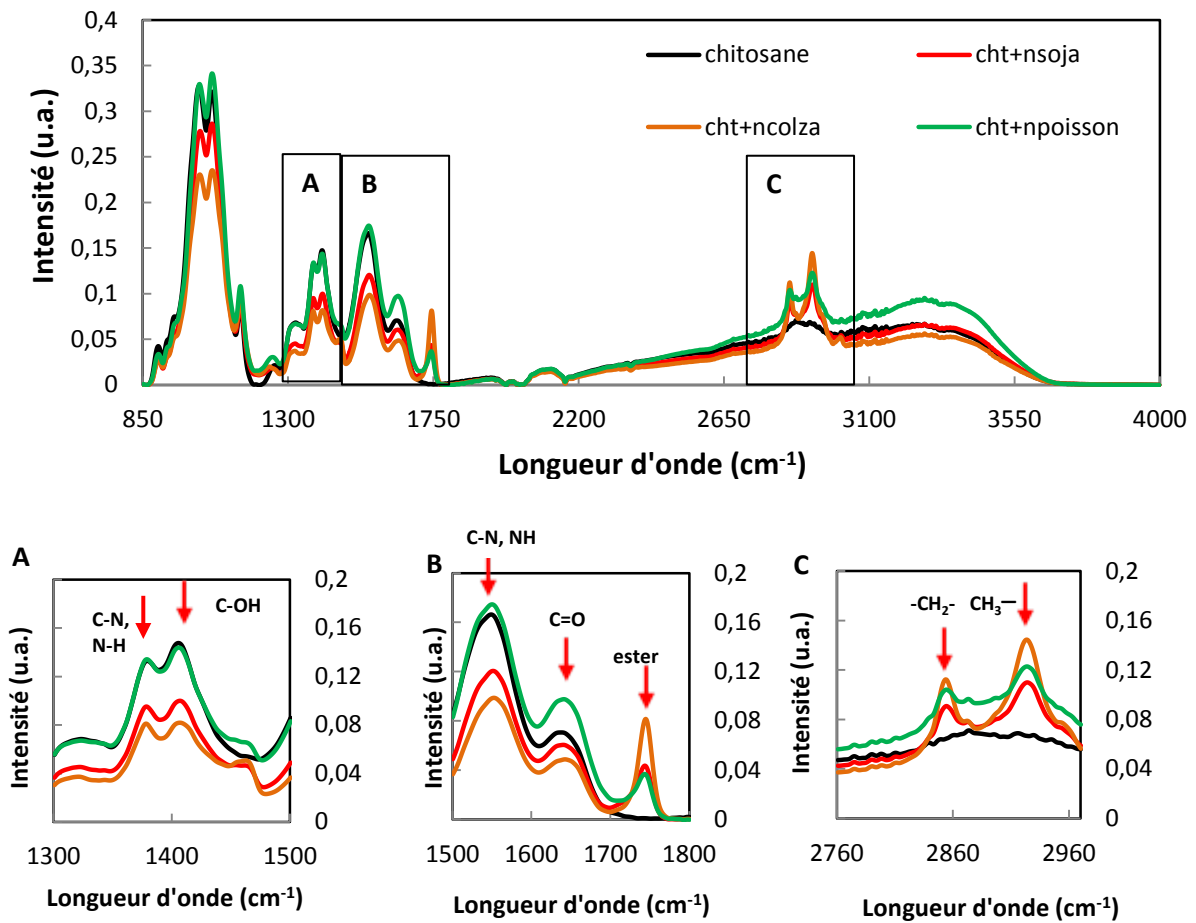 0,4
0,35
0,3
0,25
0,2
0,15
0,1
0,05
0
Intensité (u.a.)
chitosane
cht+nsoja
cht+ncolza
cht+npoisson
A
B
C
850 1300 1750 2200 2650 3100 3550 4000
Longueur d'onde (cm-1)
A
C-N,
N-H
C-OH
0,2
0,16
0,12
0,08
0,04
0
Intensité (u.a.)
1300 1400 1500
Longueur d'onde (cm-1)
B
C-N, NH
C=O
ester
0,2
0,16
0,12
0,08
0,04
0
Intensité (u.a.)
1500 1600 1700 1800
Longueur d'onde (cm-1)
C
-CH2-
CH3—
0,2
0,16
0,12
0,08
0,04
0
Intensité (u.a.)
2760 2860 2960
Longueur d'onde (cm-1)